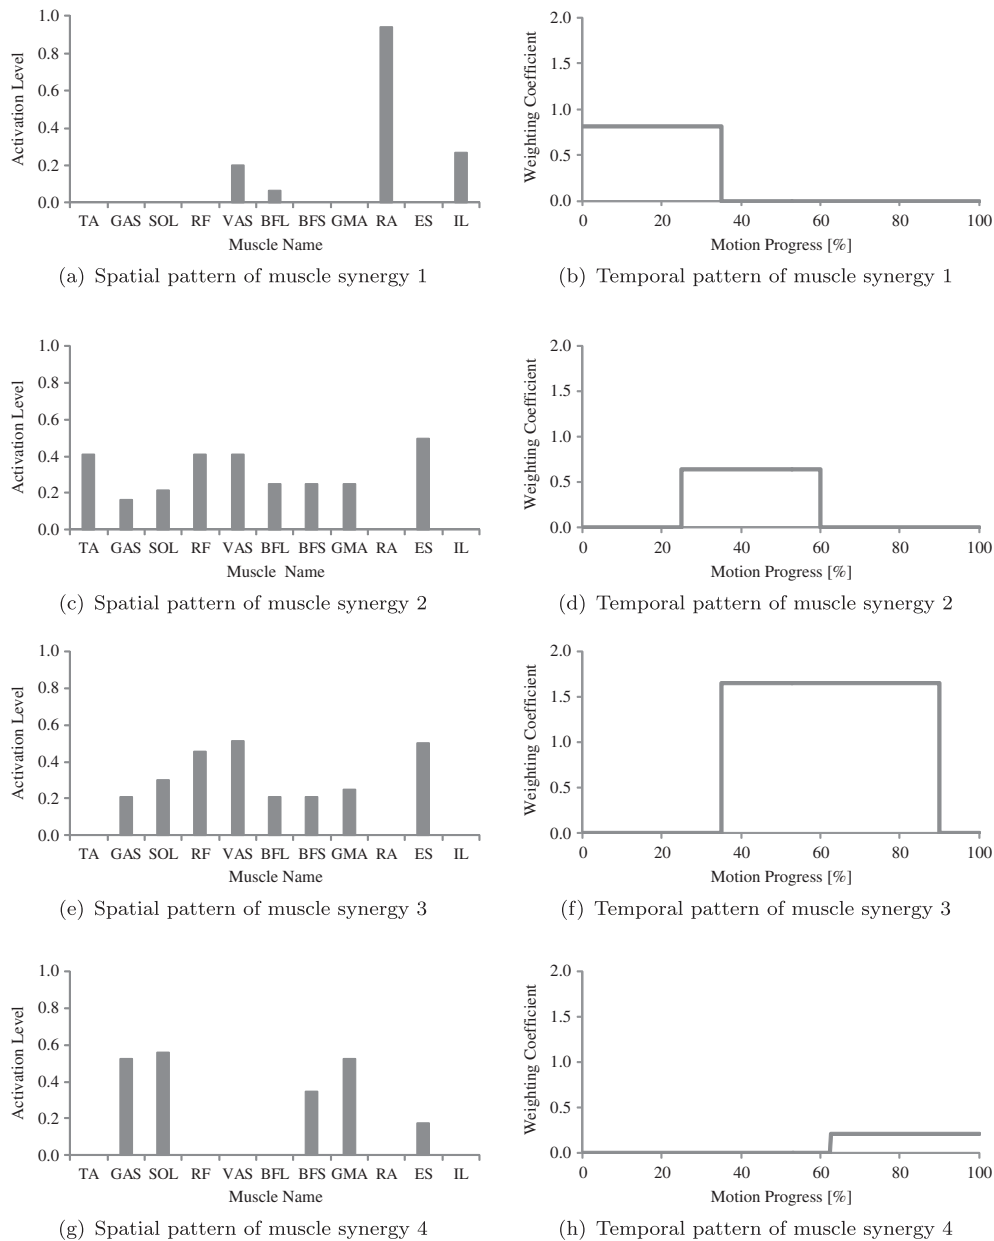 1.0
0.8
0.6
0.4
0.2
0.0
Activation Level
TA GAS SOL RF VAS BFL BFS GMA RA ES IL
Muscle Name
(a) Spatial pattern of muscle synergy 1
2.0
1.5
1.0
0.5
0.0
Weighting Coefficient
0 20 40 60 80 100
Motion Progress [%]
(b) Temporal pattern of muscle synergy 1
1.0
0.8
0.6
0.4
0.2
0.0
Activation Level
TA GAS SOL RF VAS BFL BFS GMA RA ES IL
Muscle Name
(c) Spatial pattern of muscle synergy 2
2.0
1.5
1.0
0.5
0.0
Weighting Coefficient
0 20 40 60 80 100
Motion Progress [%]
(d) Temporal pattern of muscle synergy 2
1.0
0.8
0.6
0.4
0.2
0.0
Activation Level
TA GAS SOL RF VAS BFL BFS GMA RA ES IL
Muscle Name
(e) Spatial pattern of muscle synergy 3
2.0
1.5
1.0
0.5
0.0
Weighting Coefficient
0 20 40 60 80 100
Motion Progress [%]
(f) Temporal pattern of muscle synergy 3
1.0
0.8
0.6
0.4
0.2
0.0
Activation Level
TA GAS SOL RF VAS BFL BFS GMA RA ES IL
Muscle Name
(g) Spatial pattern of muscle synergy 4
2.0
1.5
1.0
0.5
0.0
Weighting Coefficient
0 20 40 60 80 100
Motion Progress [%]
(h) Temporal pattern of muscle synergy 4